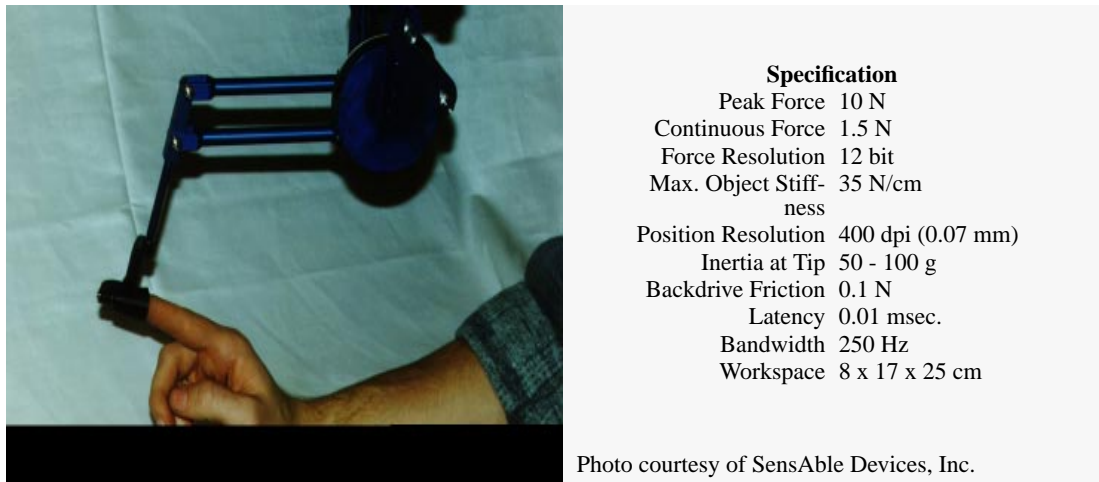 Specification
Peak Force 10 N
Continuous Force 1.5 N
Force Resolution 12 bit
Max. Object Stiff- 35 N/cm
ness
Position Resolution 400 dpi (0.07 mm)
Inertia at Tip 50 - 100 g
Backdrive Friction 0.1 N
Latency 0.01 msec.
Bandwidth 250 Hz
Workspace 8 x 17 x 25 cm
Photo courtesy of SensAble Devices, Inc.